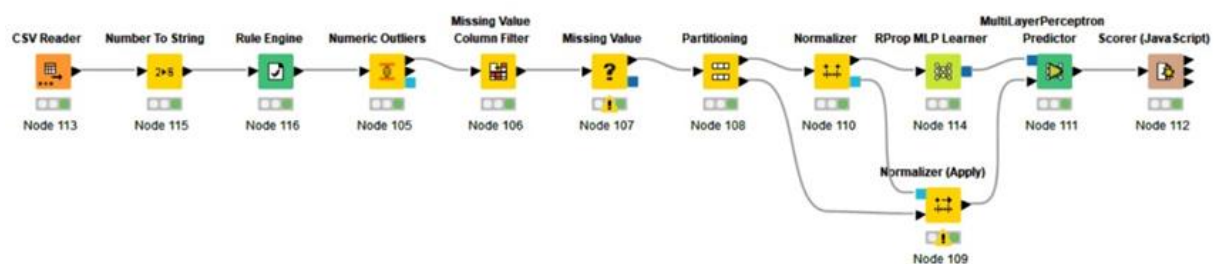 CSV Reader
Node 113
Number To String
2▸S
Node 115
Rule Engine
Node 116
Numeric Outliers
Node 105
Missing Value
Column Filter
Node 106
Missing Value
?
Node 107
Partitioning
Node 108
Normalizer
Node 110
RProp MLP Learner
Node 114
MultiLayerPerceptron
Predictor
Node 111
Scorer (JavaScript)
Node 112
Normalizer (Apply)
Node 109